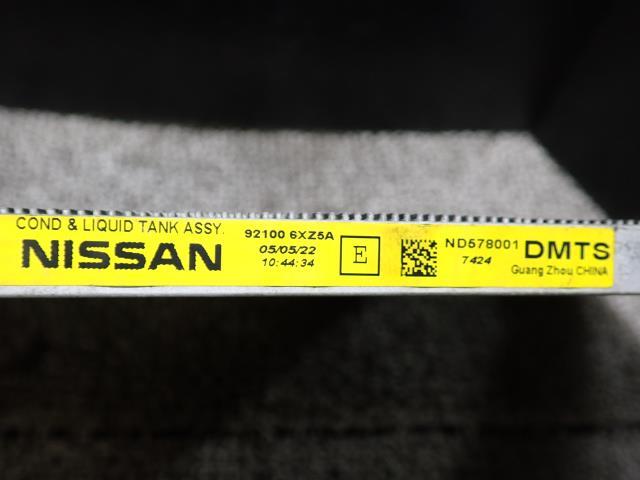 COND & LIQUID TANK ASSY.
NISSAN
92100 6XZ5A
05/05/22
10:44:34
E
ND578001
7424
DMTS
Guang Zhou CHINA